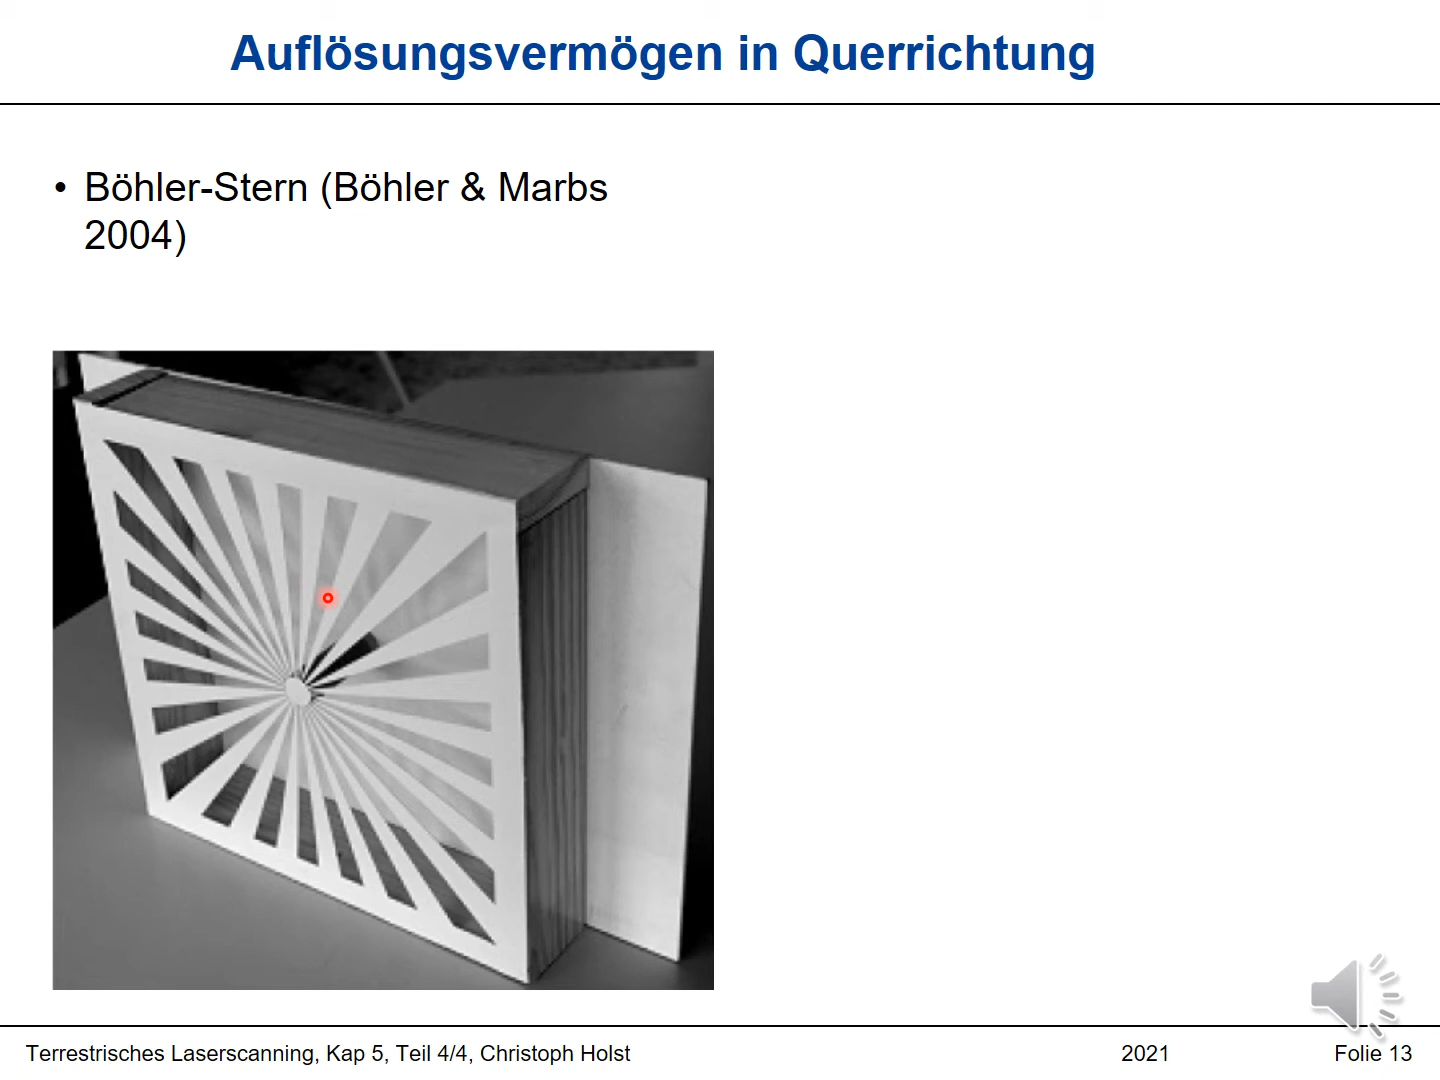 Auflösungsvermögen in Querrichtung
• Böhler-Stern (Böhler & Marbs
2004)
Terrestrisches Laserscanning, Kap 5, Teil 4/4, Christoph Holst
2021
Folie 13